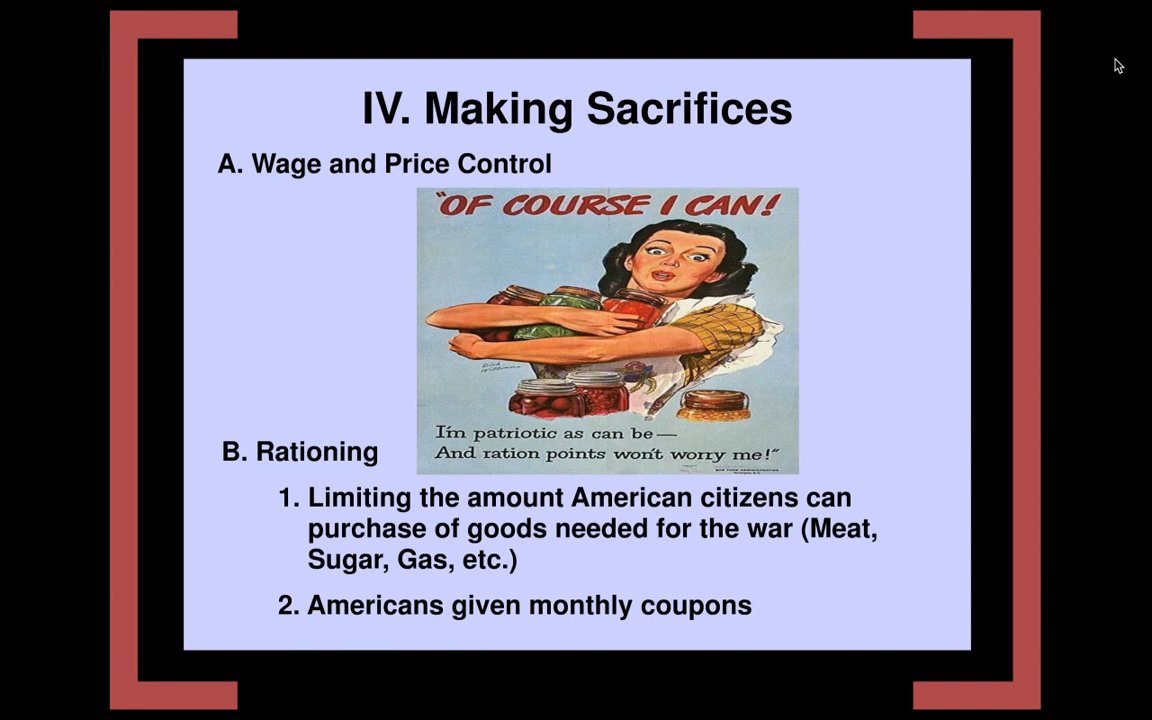 IV. Making Sacrifices
A. Wage and Price Control
"OF COURSE I CAN!
Dick Williams
I'm patriotic as can be—
And ration points won't worry me!"
B. Rationing
1. Limiting the amount American citizens can
purchase of goods needed for the war (Meat,
Sugar, Gas, etc.)
2. Americans given monthly coupons